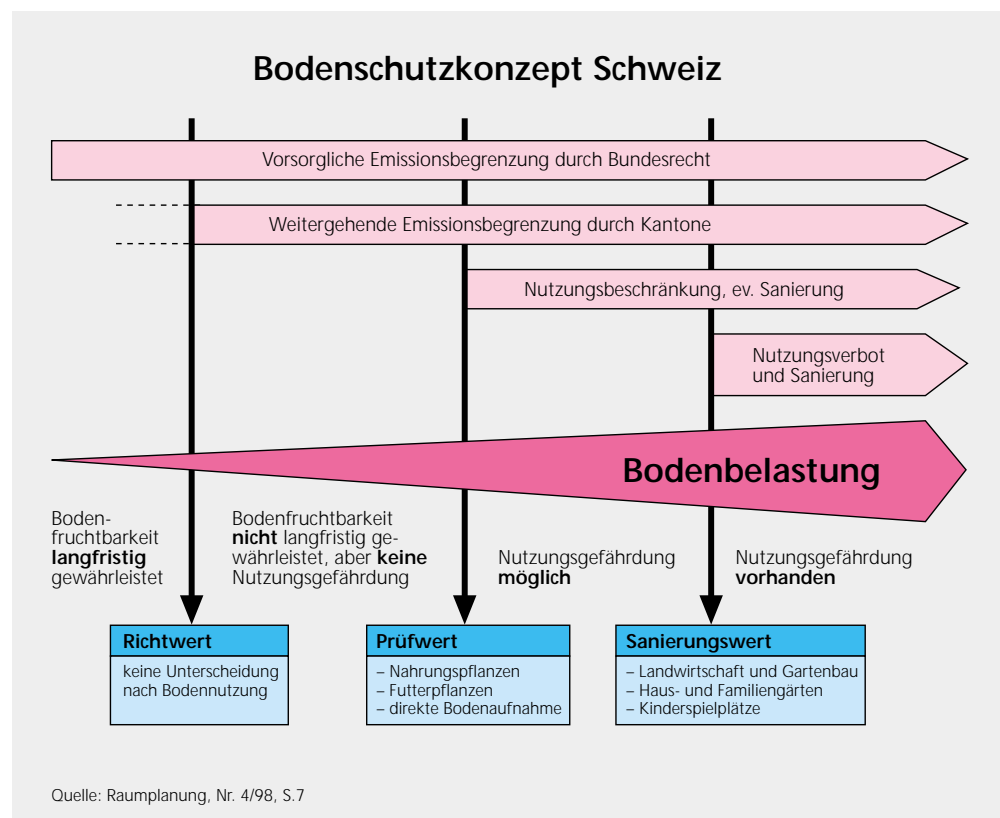 Bodenschutzkonzept Schweiz
Vorsorgliche Emissionsbegrenzung durch Bundesrecht
Weitergehende Emissionsbegrenzung durch Kantone
Nutzungsbeschränkung, ev. Sanierung
Nutzungsverbot
und Sanierung
Bodenbelastung
Boden-
fruchtbarkeit
langfristig
gewährleistet
Bodenfruchtbarkeit
nicht langfristig ge-
währleistet, aber keine
Nutzungsgefährdung
Nutzungsgefährdung
möglich
Nutzungsgefährdung
vorhanden
Richtwert
keine Unterscheidung
nach Bodennutzung
Prüfwert
– Nahrungspflanzen
– Futterpflanzen
– direkte Bodenaufnahme
Sanierungswert
– Landwirtschaft und Gartenbau
– Haus- und Familiengärten
– Kinderspielplätze
Quelle: Raumplanung, Nr. 4/98, S.7